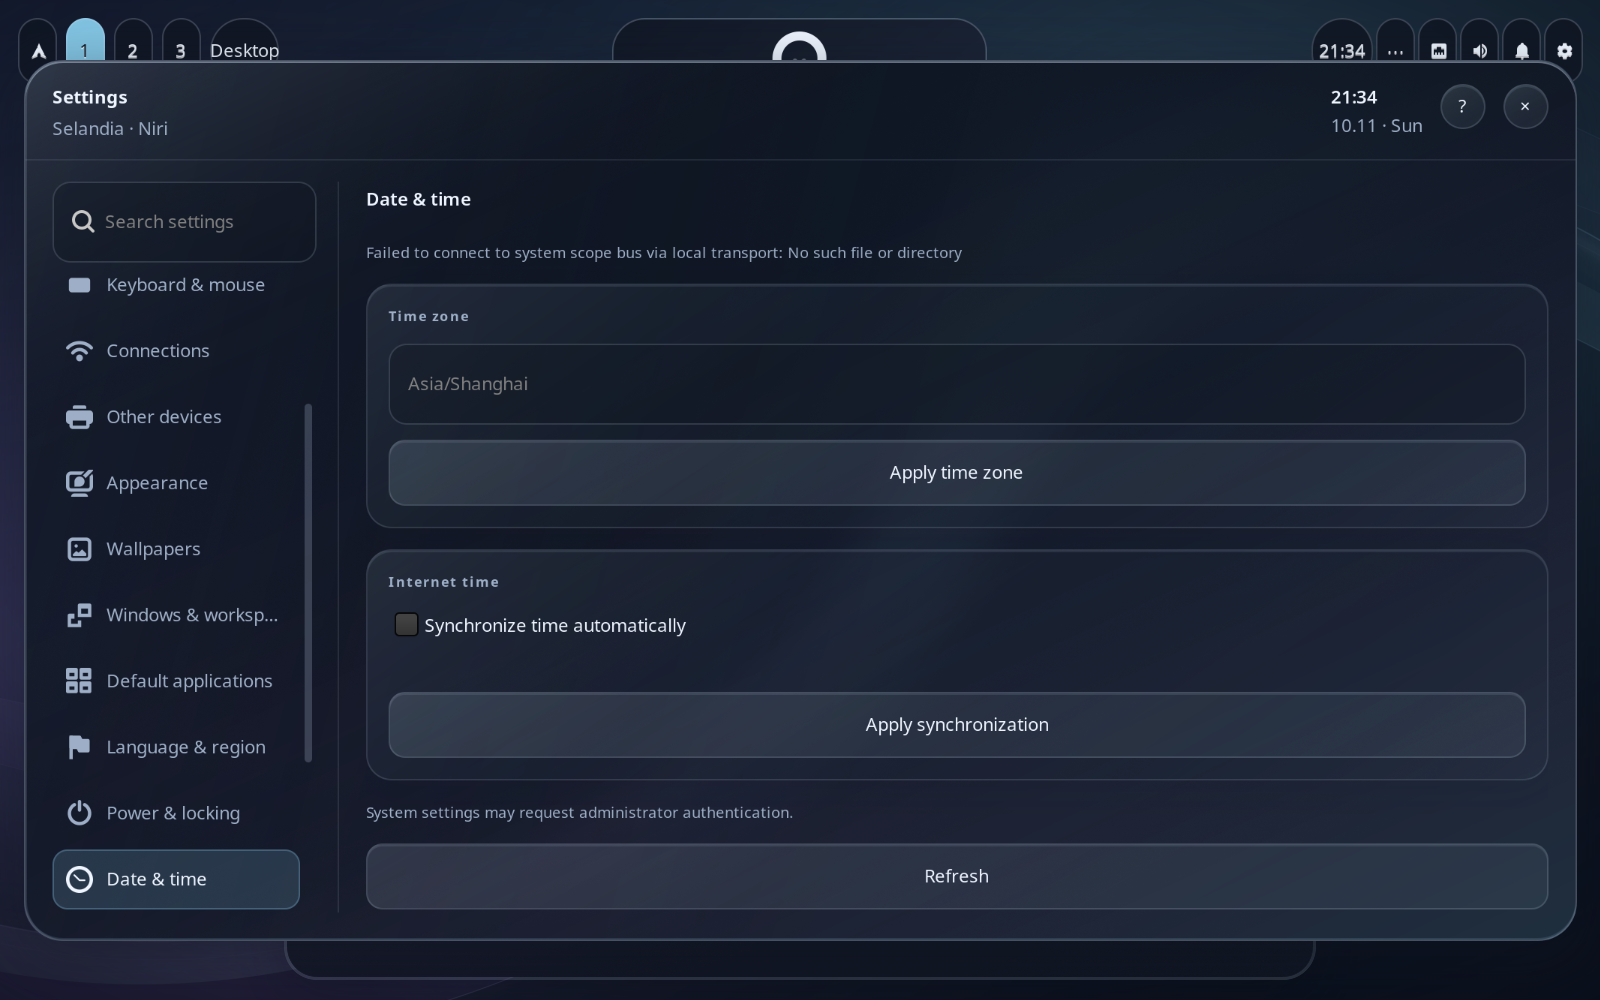 1
2
3
Desktop
21:34
...
Settings
Selandia · Niri
21:34
10.11 · Sun
?
×
Search settings
Keyboard & mouse
Connections
Other devices
Appearance
Wallpapers
Windows & worksp...
Default applications
Language & region
Power & locking
Date & time
Date & time
Failed to connect to system scope bus via local transport: No such file or directory
Time zone
Asia/Shanghai
Apply time zone
Internet time
Synchronize time automatically
Apply synchronization
System settings may request administrator authentication.
Refresh